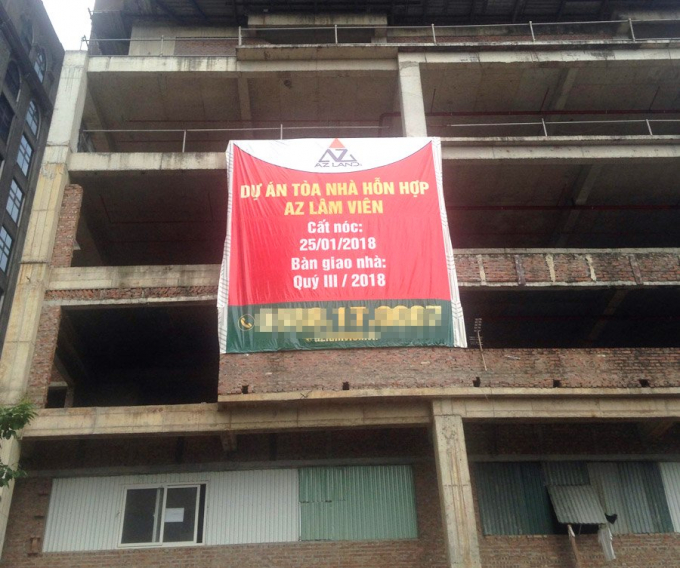 AZ LAND
DỰ ÁN TÒA NHÀ HỖN HỢP
AZ LÂM VIÊN
Cất nóc:
25/01/2018
Bàn giao nhà:
Quý III / 2018